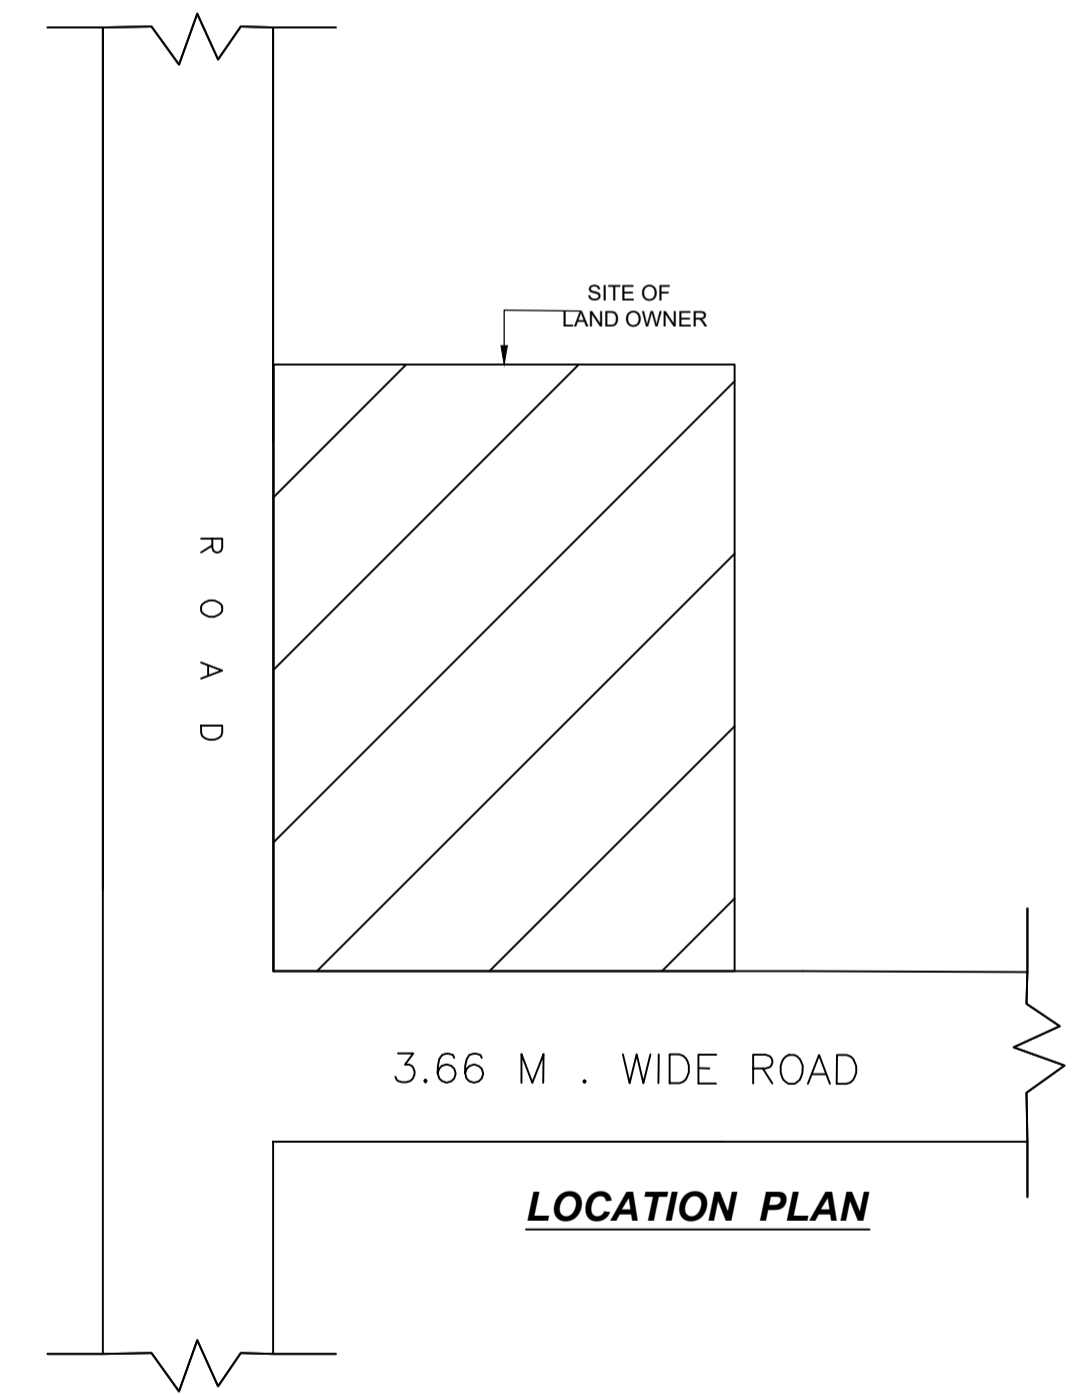 SITE OF
LAND OWNER
ROAD
3.66 M . WIDE ROAD
LOCATION PLAN